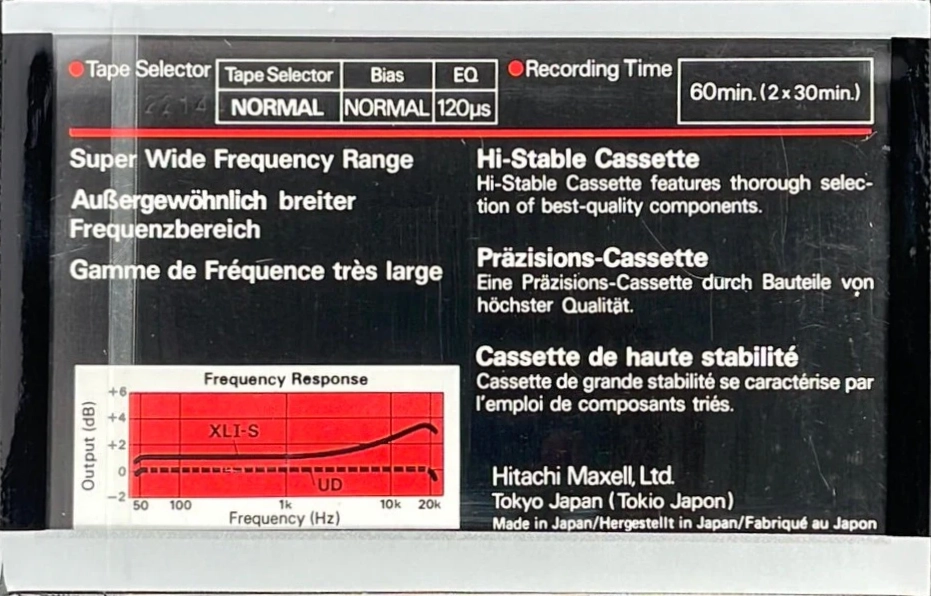 ●Tape Selector
Tape Selector Bias EQ
NORMAL NORMAL 120µs
●Recording Time
60min. (2 x 30min.)
Super Wide Frequency Range
Außergewöhnlich breiter
Frequenzbereich
Gamme de Fréquence très large
Hi-Stable Cassette
Hi-Stable Cassette features thorough selec-
tion of best-quality components.
Präzisions-Cassette
Eine Präzisions-Cassette durch Bauteile von
höchster Qualität.
Cassette de haute stabilité
Cassette de grande stabilité se caractérise par
l'emploi de composants triés.
Frequency Response
Output (dB)
+6
+4
+2
0
−2
XLI-S
UD
50 100 1k 10k 20k
Frequency (Hz)
Hitachi Maxell, Ltd.
Tokyo Japan (Tokio Japon)
Made in Japan/Hergestellt in Japan/Fabriqué au Japon